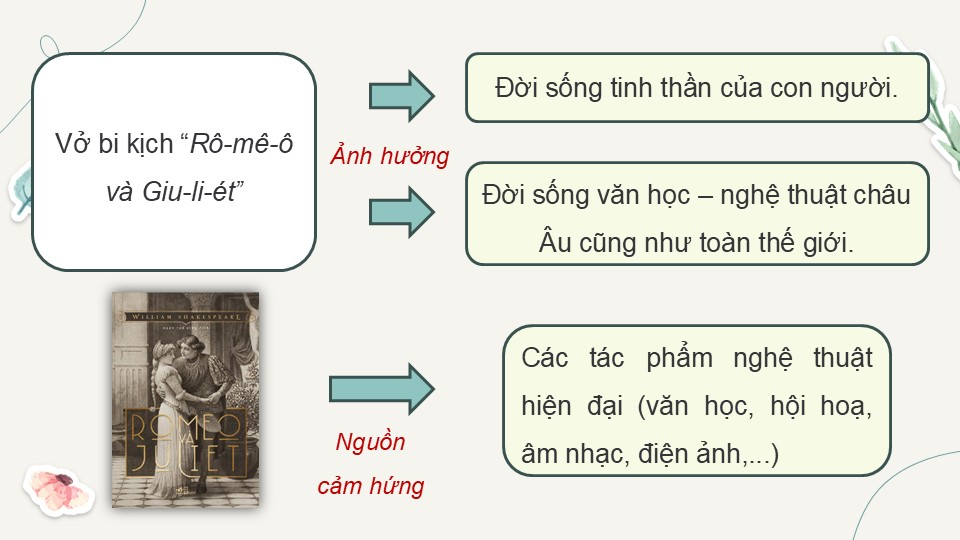 Vở bi kịch “Rô-mê-ô
và Giu-li-ét”
Ảnh hưởng
Đời sống tinh thần của con người.
Đời sống văn học – nghệ thuật châu
Âu cũng như toàn thế giới.
WILLIAM SHAKESPEARE
ROMEO
VÀ
JULIET
Nguồn
cảm hứng
Các tác phẩm nghệ thuật
hiện đại (văn học, hội hoạ,
âm nhạc, điện ảnh,...)